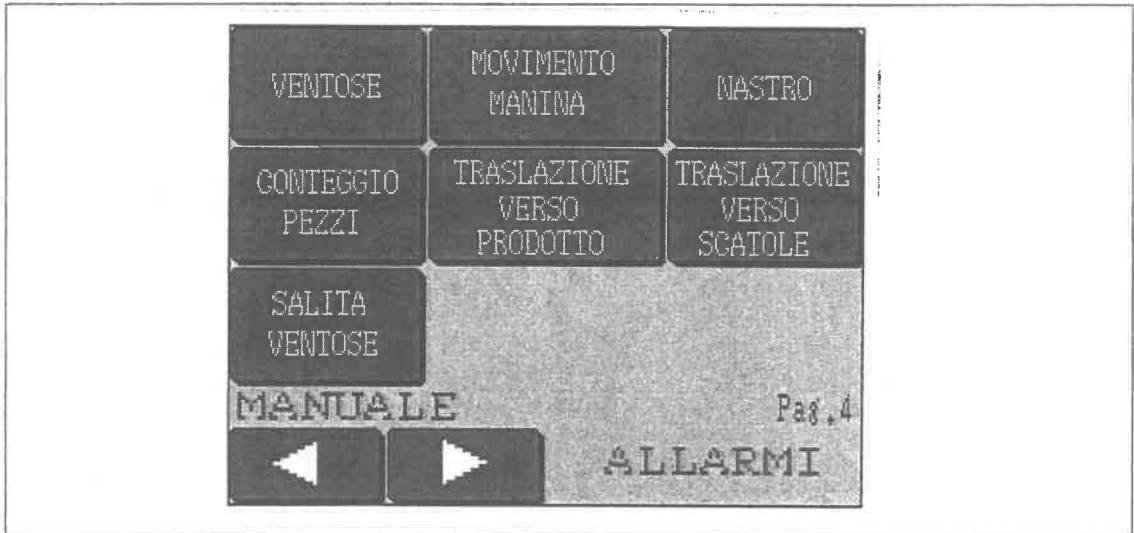 VENTOSE
MOVIMENTO
MANINA
NASTRO
CONTEGGIO
PEZZI
TRASLAZIONE
VERSO
PRODOTTO
TRASLAZIONE
VERSO
SCATOLE
SALITA
VENTOSE
MANUALE
Pag.4
ALLARMI